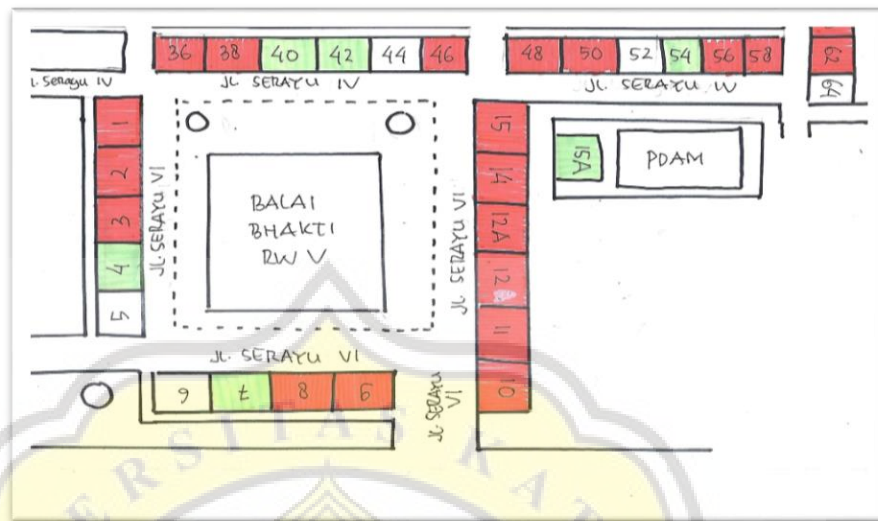 36 38 40 42 44 46 48 50 52 54 56 58 62
64
L. SERAYU IV
JL. SERAYU IV
JL. SERAYU IV
1
2
3
4
5
JL. SERAYU VI
BALAI
BHAKTI
RW V
JL SERAYU VI
15
14
12A
12
11
10
15A
PDAM
JL. SERAYU VI
6 7 8 9
JL. SERAYU
VI
ERSITAS KAT